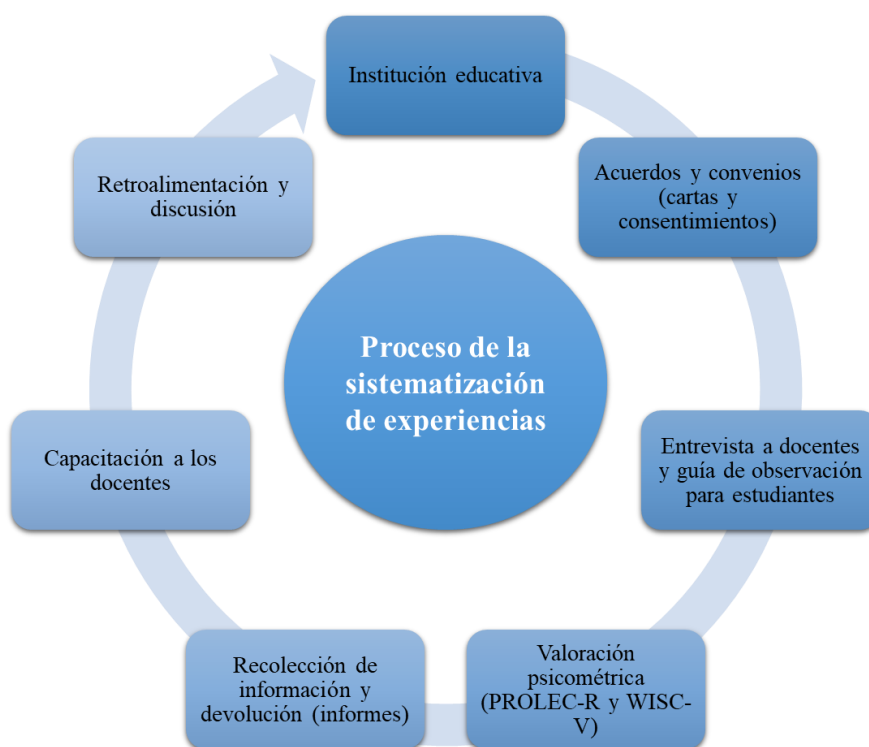 Institución educativa
Acuerdos y convenios
(cartas y
consentimientos)
Entrevista a docentes
y guía de observación
para estudiantes
Valoración
psicométrica
(PROLEC-R y WISC-
V)
Recolección de
información y
devolución (informes)
Capacitación a los
docentes
Retroalimentación y
discusión
Proceso de la
sistematización
de experiencias